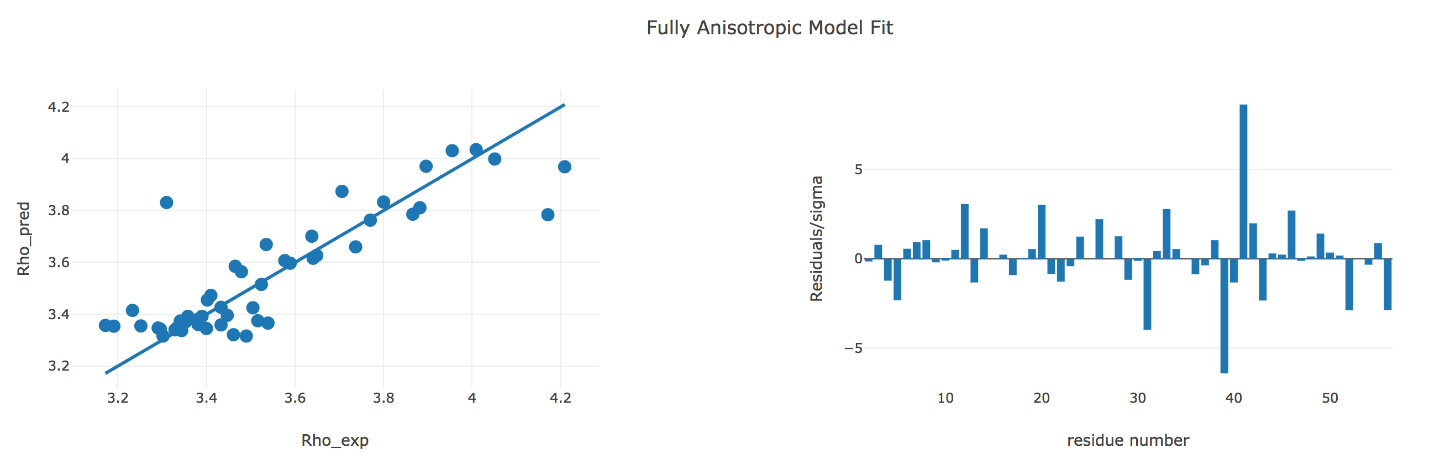 Fully Anisotropic Model Fit
Rho_pred
4.2
4
3.8
3.6
3.4
3.2
3.2 3.4 3.6 3.8 4 4.2
Rho_exp
Residuals/sigma
5
0
−5
10 20 30 40 50
residue number